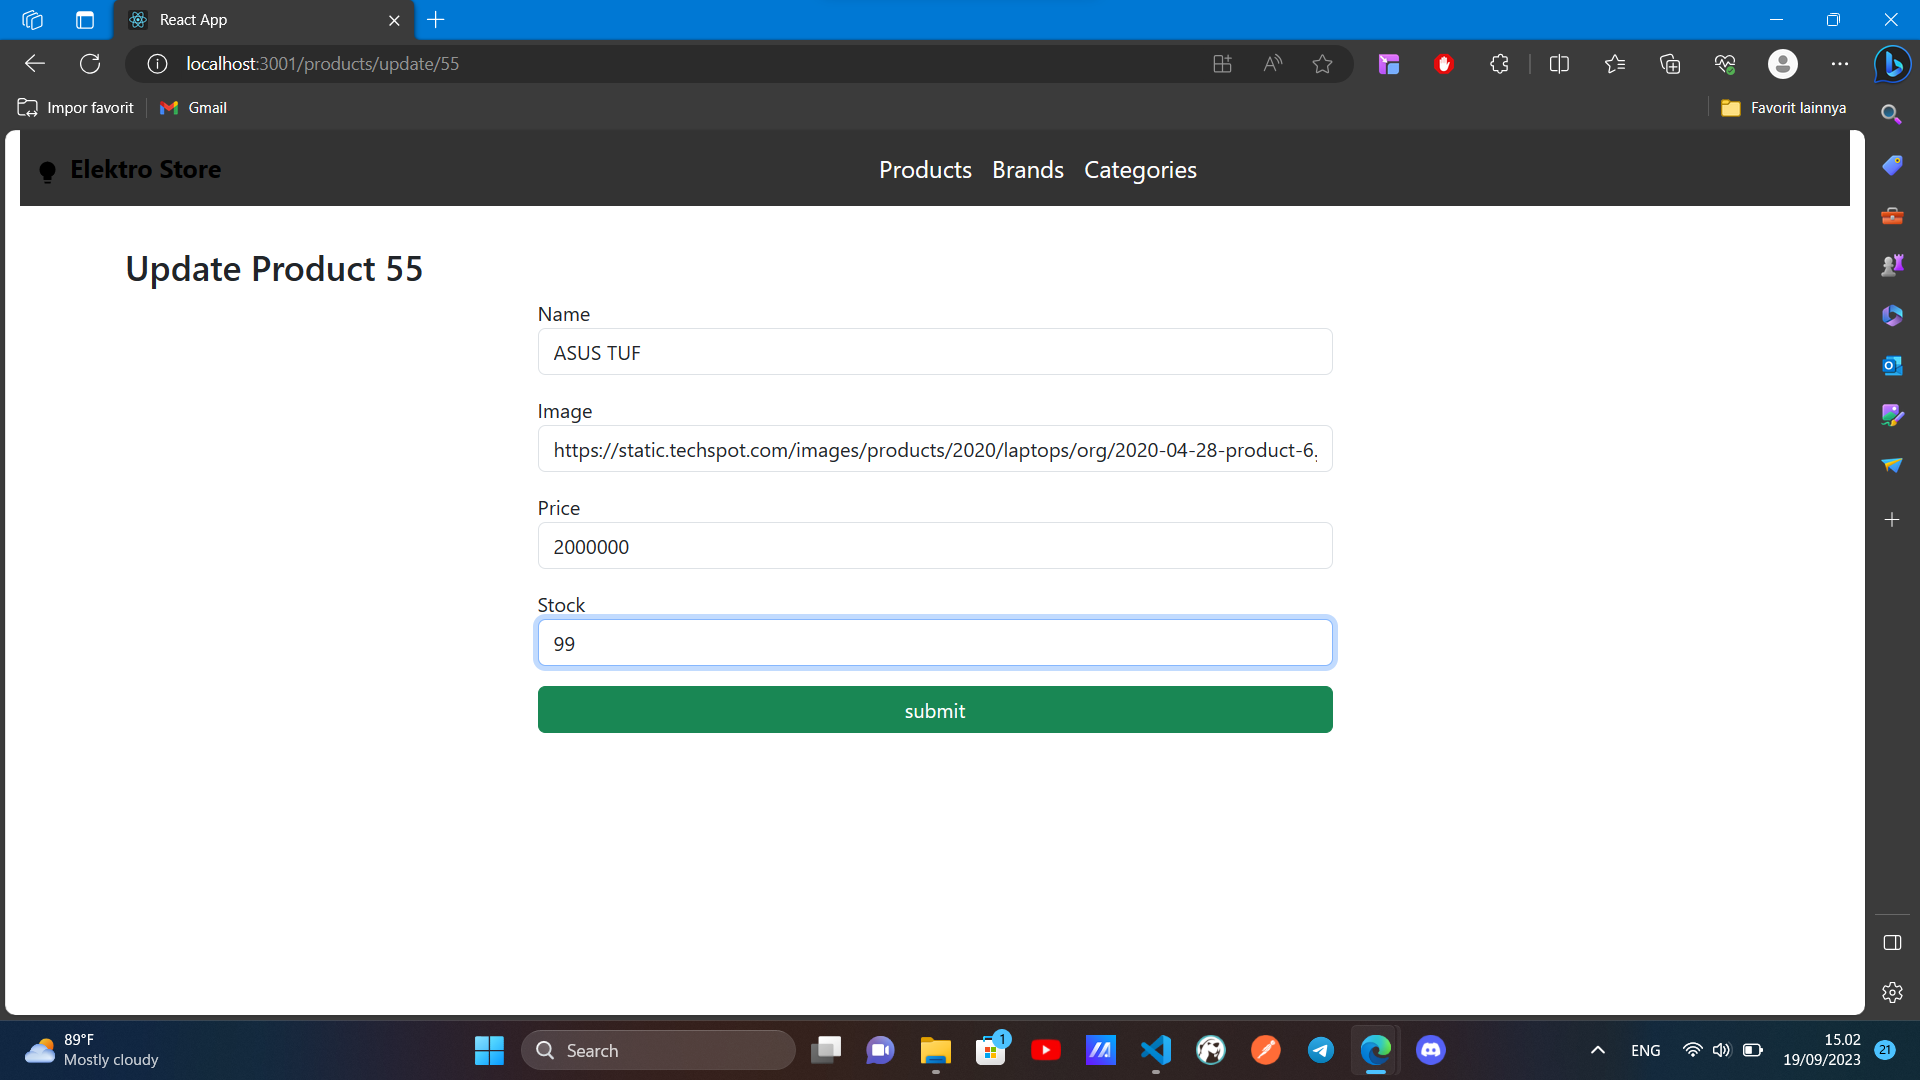 React App
localhost:3001/products/update/55
Impor favorit
Gmail
Favorit lainnya
Elektro Store
Products
Brands
Categories
Update Product 55
Name
ASUS TUF
Image
https://static.techspot.com/images/products/2020/laptops/org/2020-04-28-product-6.
Price
2000000
Stock
99
submit
89°F
Mostly cloudy
Search
1
ENG
15.02
19/09/2023
21